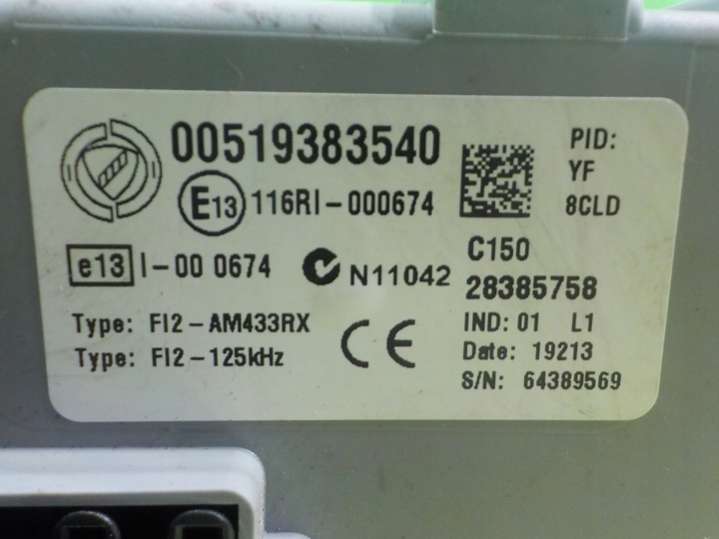 00519383540
E13 116RI-000674
e13 I-00 0674
N11042
Type: FI2-AM433RX
Type: FI2-125kHz
CE
PID:
YF
8CLD
C150
28385758
IND: 01 L1
Date: 19213
S/N: 64389569